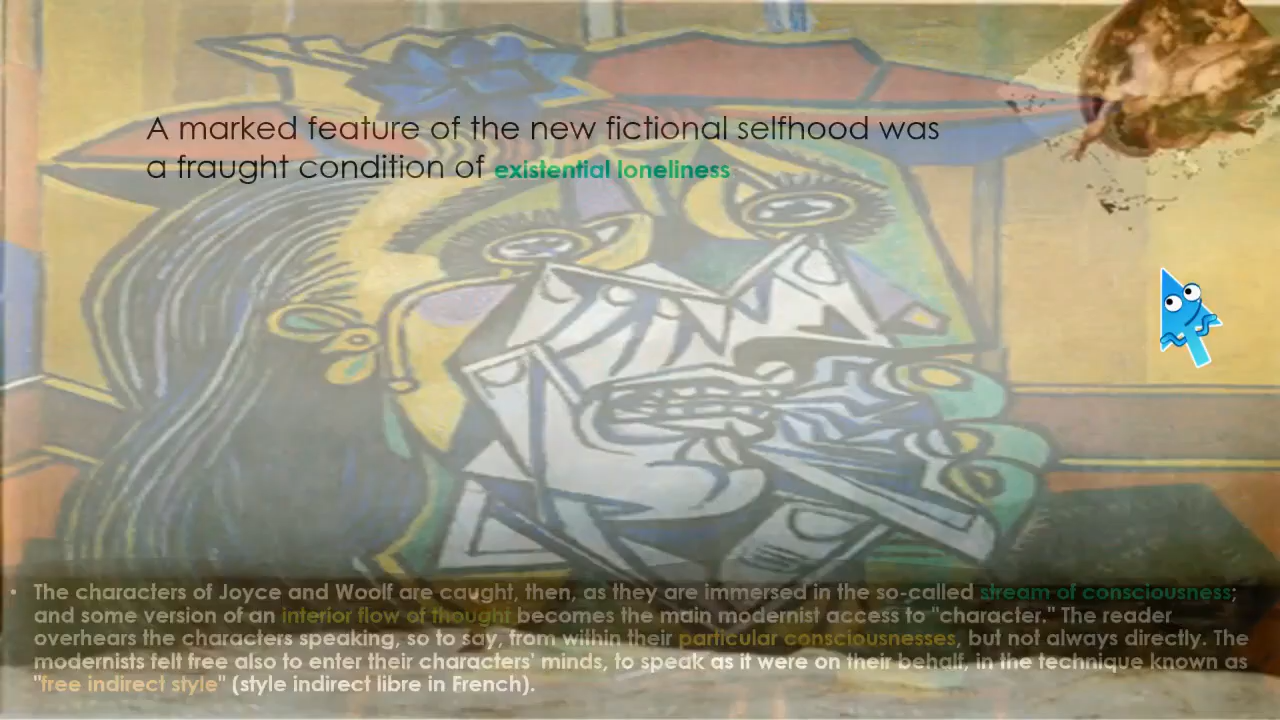 A marked feature of the new fictional selfhood was
a fraught condition of existential loneliness
• The characters of Joyce and Woolf are caught, then, as they are immersed in the so-called stream of consciousness;
and some version of an interior flow of thought becomes the main modernist access to "character." The reader
overhears the characters speaking, so to say, from within their particular consciousnesses, but not always directly. The
modernists felt free also to enter their characters' minds, to speak as it were on their behalf, in the technique known as
"free indirect style" (style indirect libre in French).